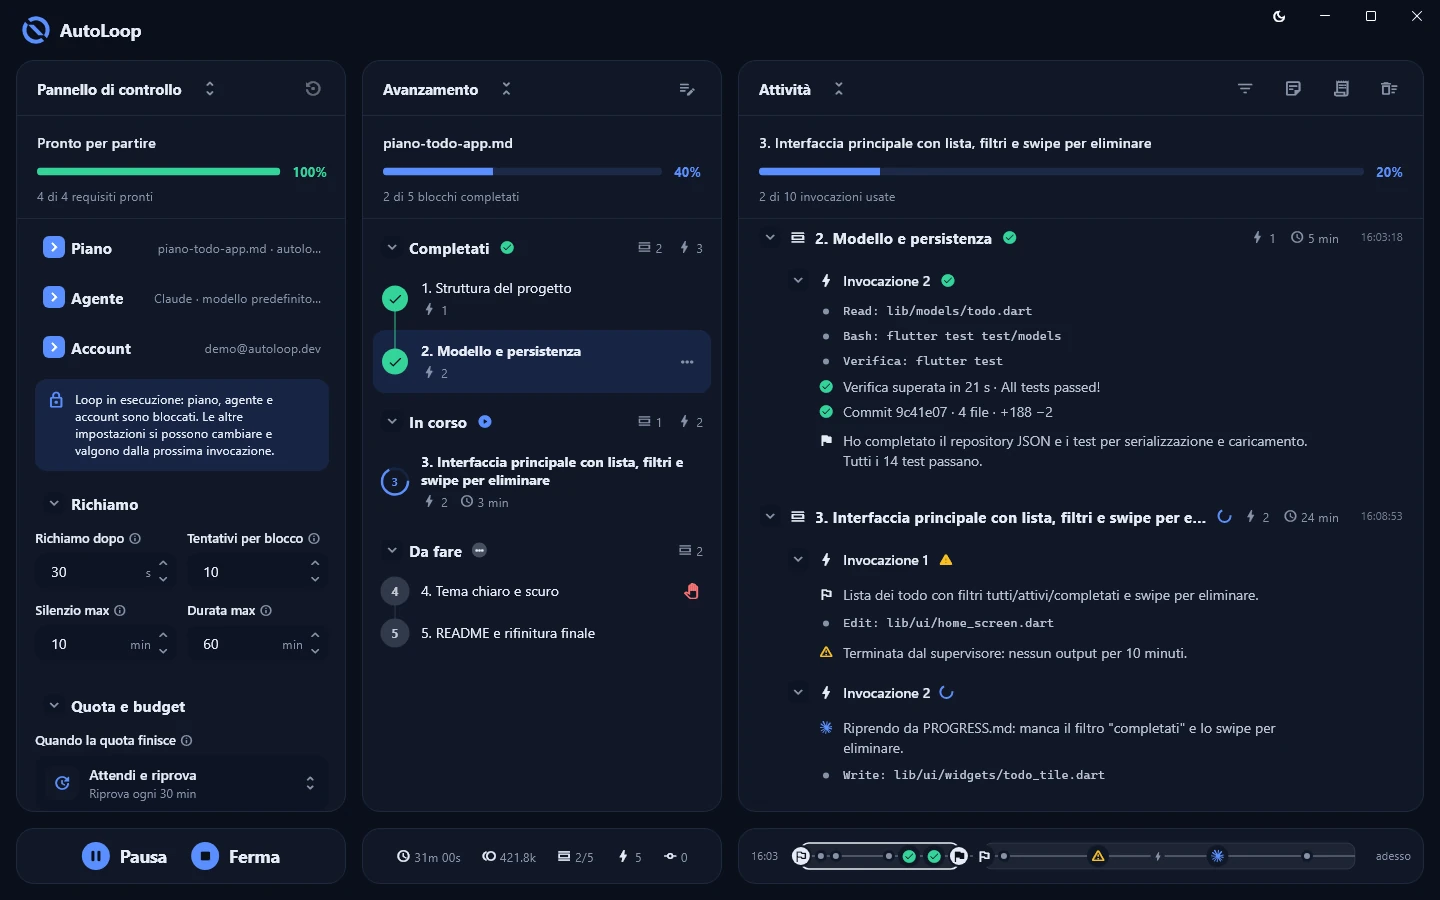 AutoLoop
Pannello di controllo
Pronto per partire
100%
4 di 4 requisiti pronti
Piano
piano-todo-app.md · autolo...
Agente
Claude · modello predefinito...
Account
demo@autoloop.dev
Loop in esecuzione: piano, agente e
account sono bloccati. Le altre
impostazioni si possono cambiare e
valgono dalla prossima invocazione.
Richiamo
Richiamo dopo
Tentativi per blocco
30
s
10
Silenzio max
Durata max
10
min
60
min
Quota e budget
Quando la quota finisce
Attendi e riprova
Riprova ogni 30 min
Pausa
Ferma
Avanzamento
piano-todo-app.md
40%
2 di 5 blocchi completati
Completati
2
3
1. Struttura del progetto
1
2. Modello e persistenza
2
In corso
1
2
3
3. Interfaccia principale con lista, filtri e
swipe per eliminare
2
3 min
Da fare
2
4
4. Tema chiaro e scuro
5
5. README e rifinitura finale
31m 00s
421.8k
2/5
5
0
Attività
3. Interfaccia principale con lista, filtri e swipe per eliminare
20%
2 di 10 invocazioni usate
2. Modello e persistenza
1
5 min
16:03:18
Invocazione 2
Read: lib/models/todo.dart
Bash: flutter test test/models
Verifica: flutter test
Verifica superata in 21 s · All tests passed!
Commit 9c41e07 · 4 file · +188 −2
Ho completato il repository JSON e i test per serializzazione e caricamento.
Tutti i 14 test passano.
3. Interfaccia principale con lista, filtri e swipe per e...
2
24 min
16:08:53
Invocazione 1
Lista dei todo con filtri tutti/attivi/completati e swipe per eliminare.
Edit: lib/ui/home_screen.dart
Terminata dal supervisore: nessun output per 10 minuti.
Invocazione 2
Riprendo da PROGRESS.md: manca il filtro "completati" e lo swipe per
eliminare.
Write: lib/ui/widgets/todo_tile.dart
16:03
adesso